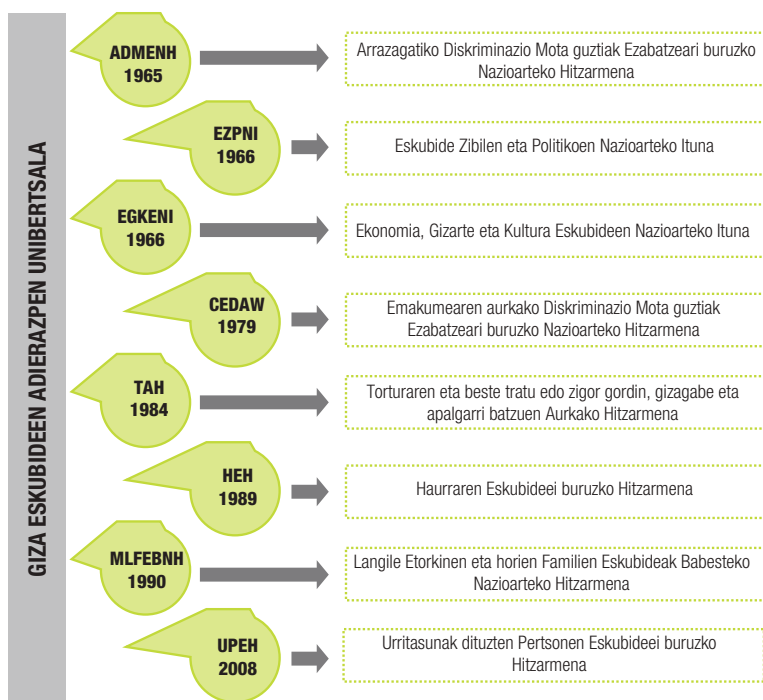 GIZA ESKUBIDEEN ADIERAZPEN UNIBERTSALA
ADMENH
1965
Arrazagatiko Diskriminazio Mota guztiak Ezabatzeari buruzko
Nazioarteko Hitzarmena
EZPNI
1966
Eskubide Zibilen eta Politikoen Nazioarteko Ituna
EGKENI
1966
Ekonomia, Gizarte eta Kultura Eskubideen Nazioarteko Ituna
CEDAW
1979
Emakumearen aurkako Diskriminazio Mota guztiak
Ezabatzeari buruzko Nazioarteko Hitzarmena
TAH
1984
Torturaren eta beste tratu edo zigor gordin, gizagabe eta
apalgarri batzuen Aurkako Hitzarmena
HEH
1989
Haurraren Eskubideei buruzko Hitzarmena
MLFEBNH
1990
Langile Etorkinen eta horien Familien Eskubideak Babesteko
Nazioarteko Hitzarmena
UPEH
2008
Urritasunak dituzten Pertsonen Eskubideei buruzko
Hitzarmena